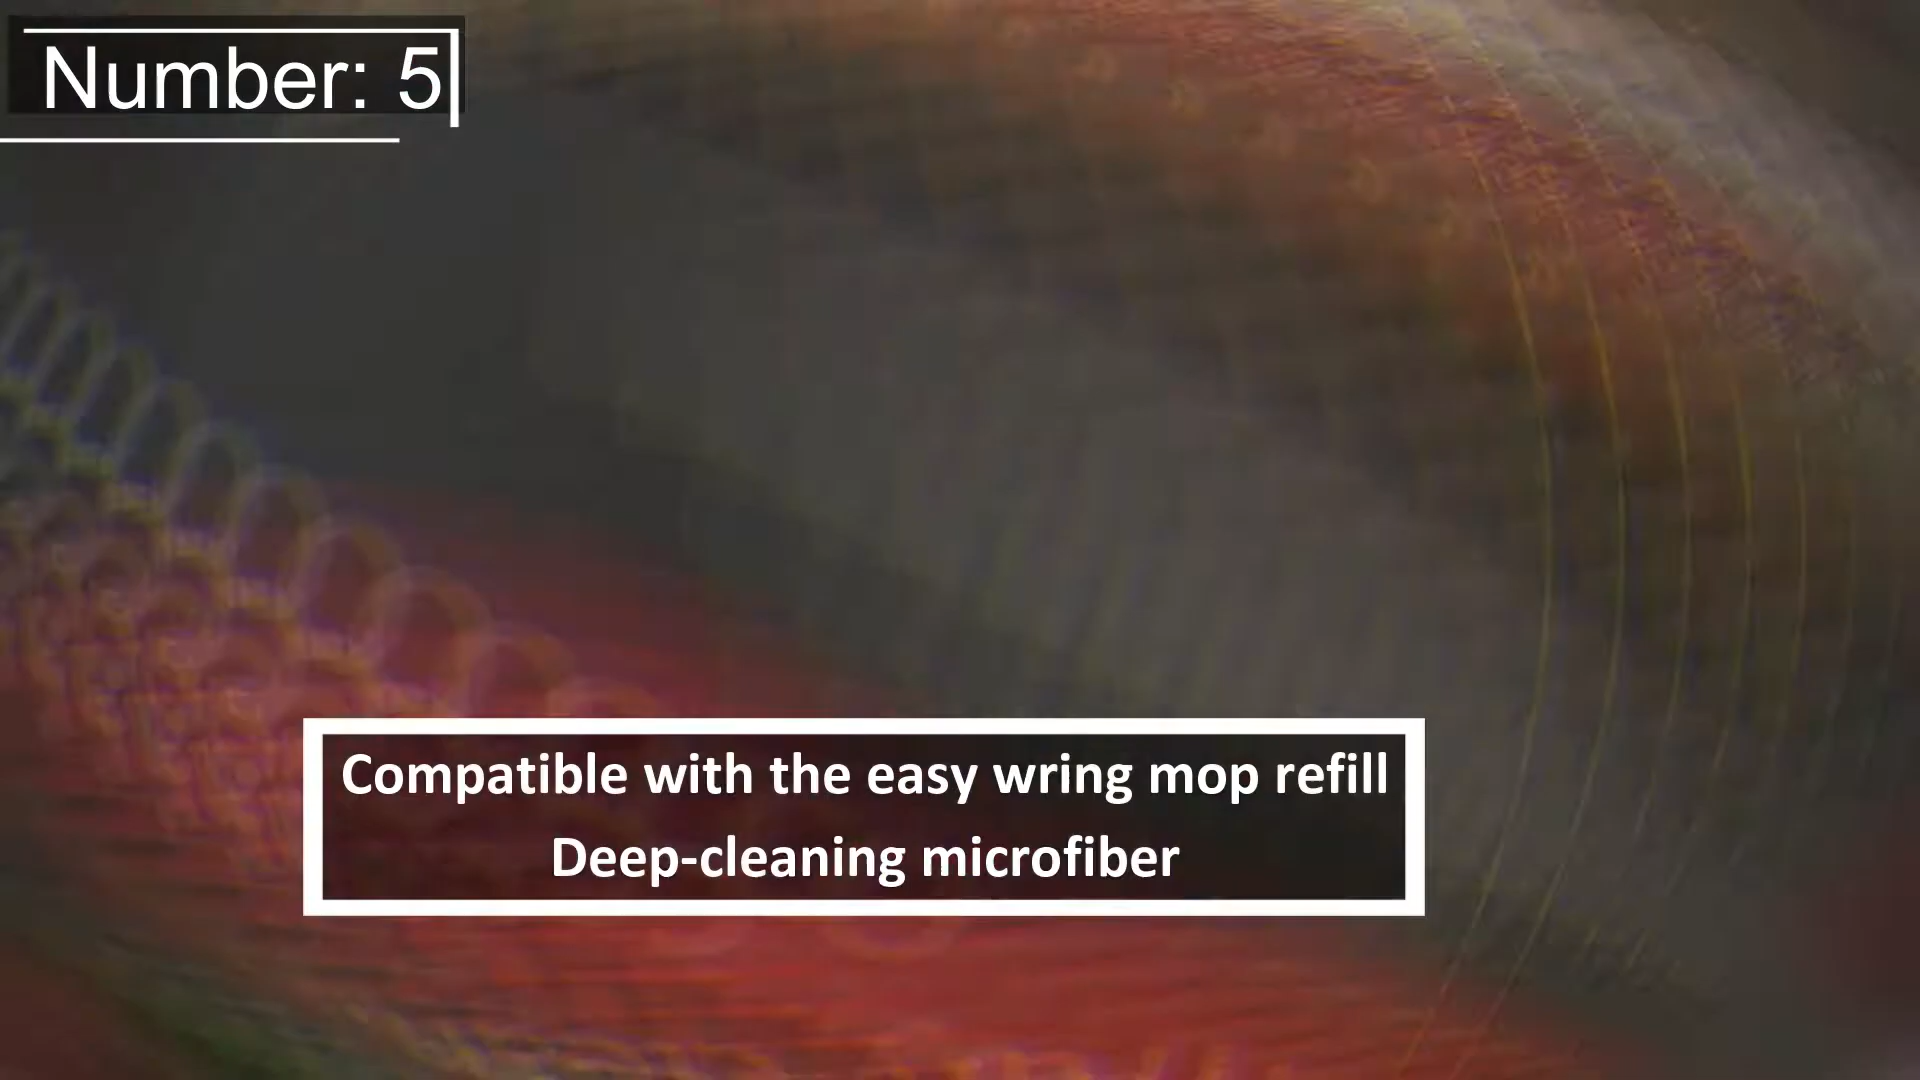 Number: 5
Compatible with the easy wring mop refill
Deep-cleaning microfiber